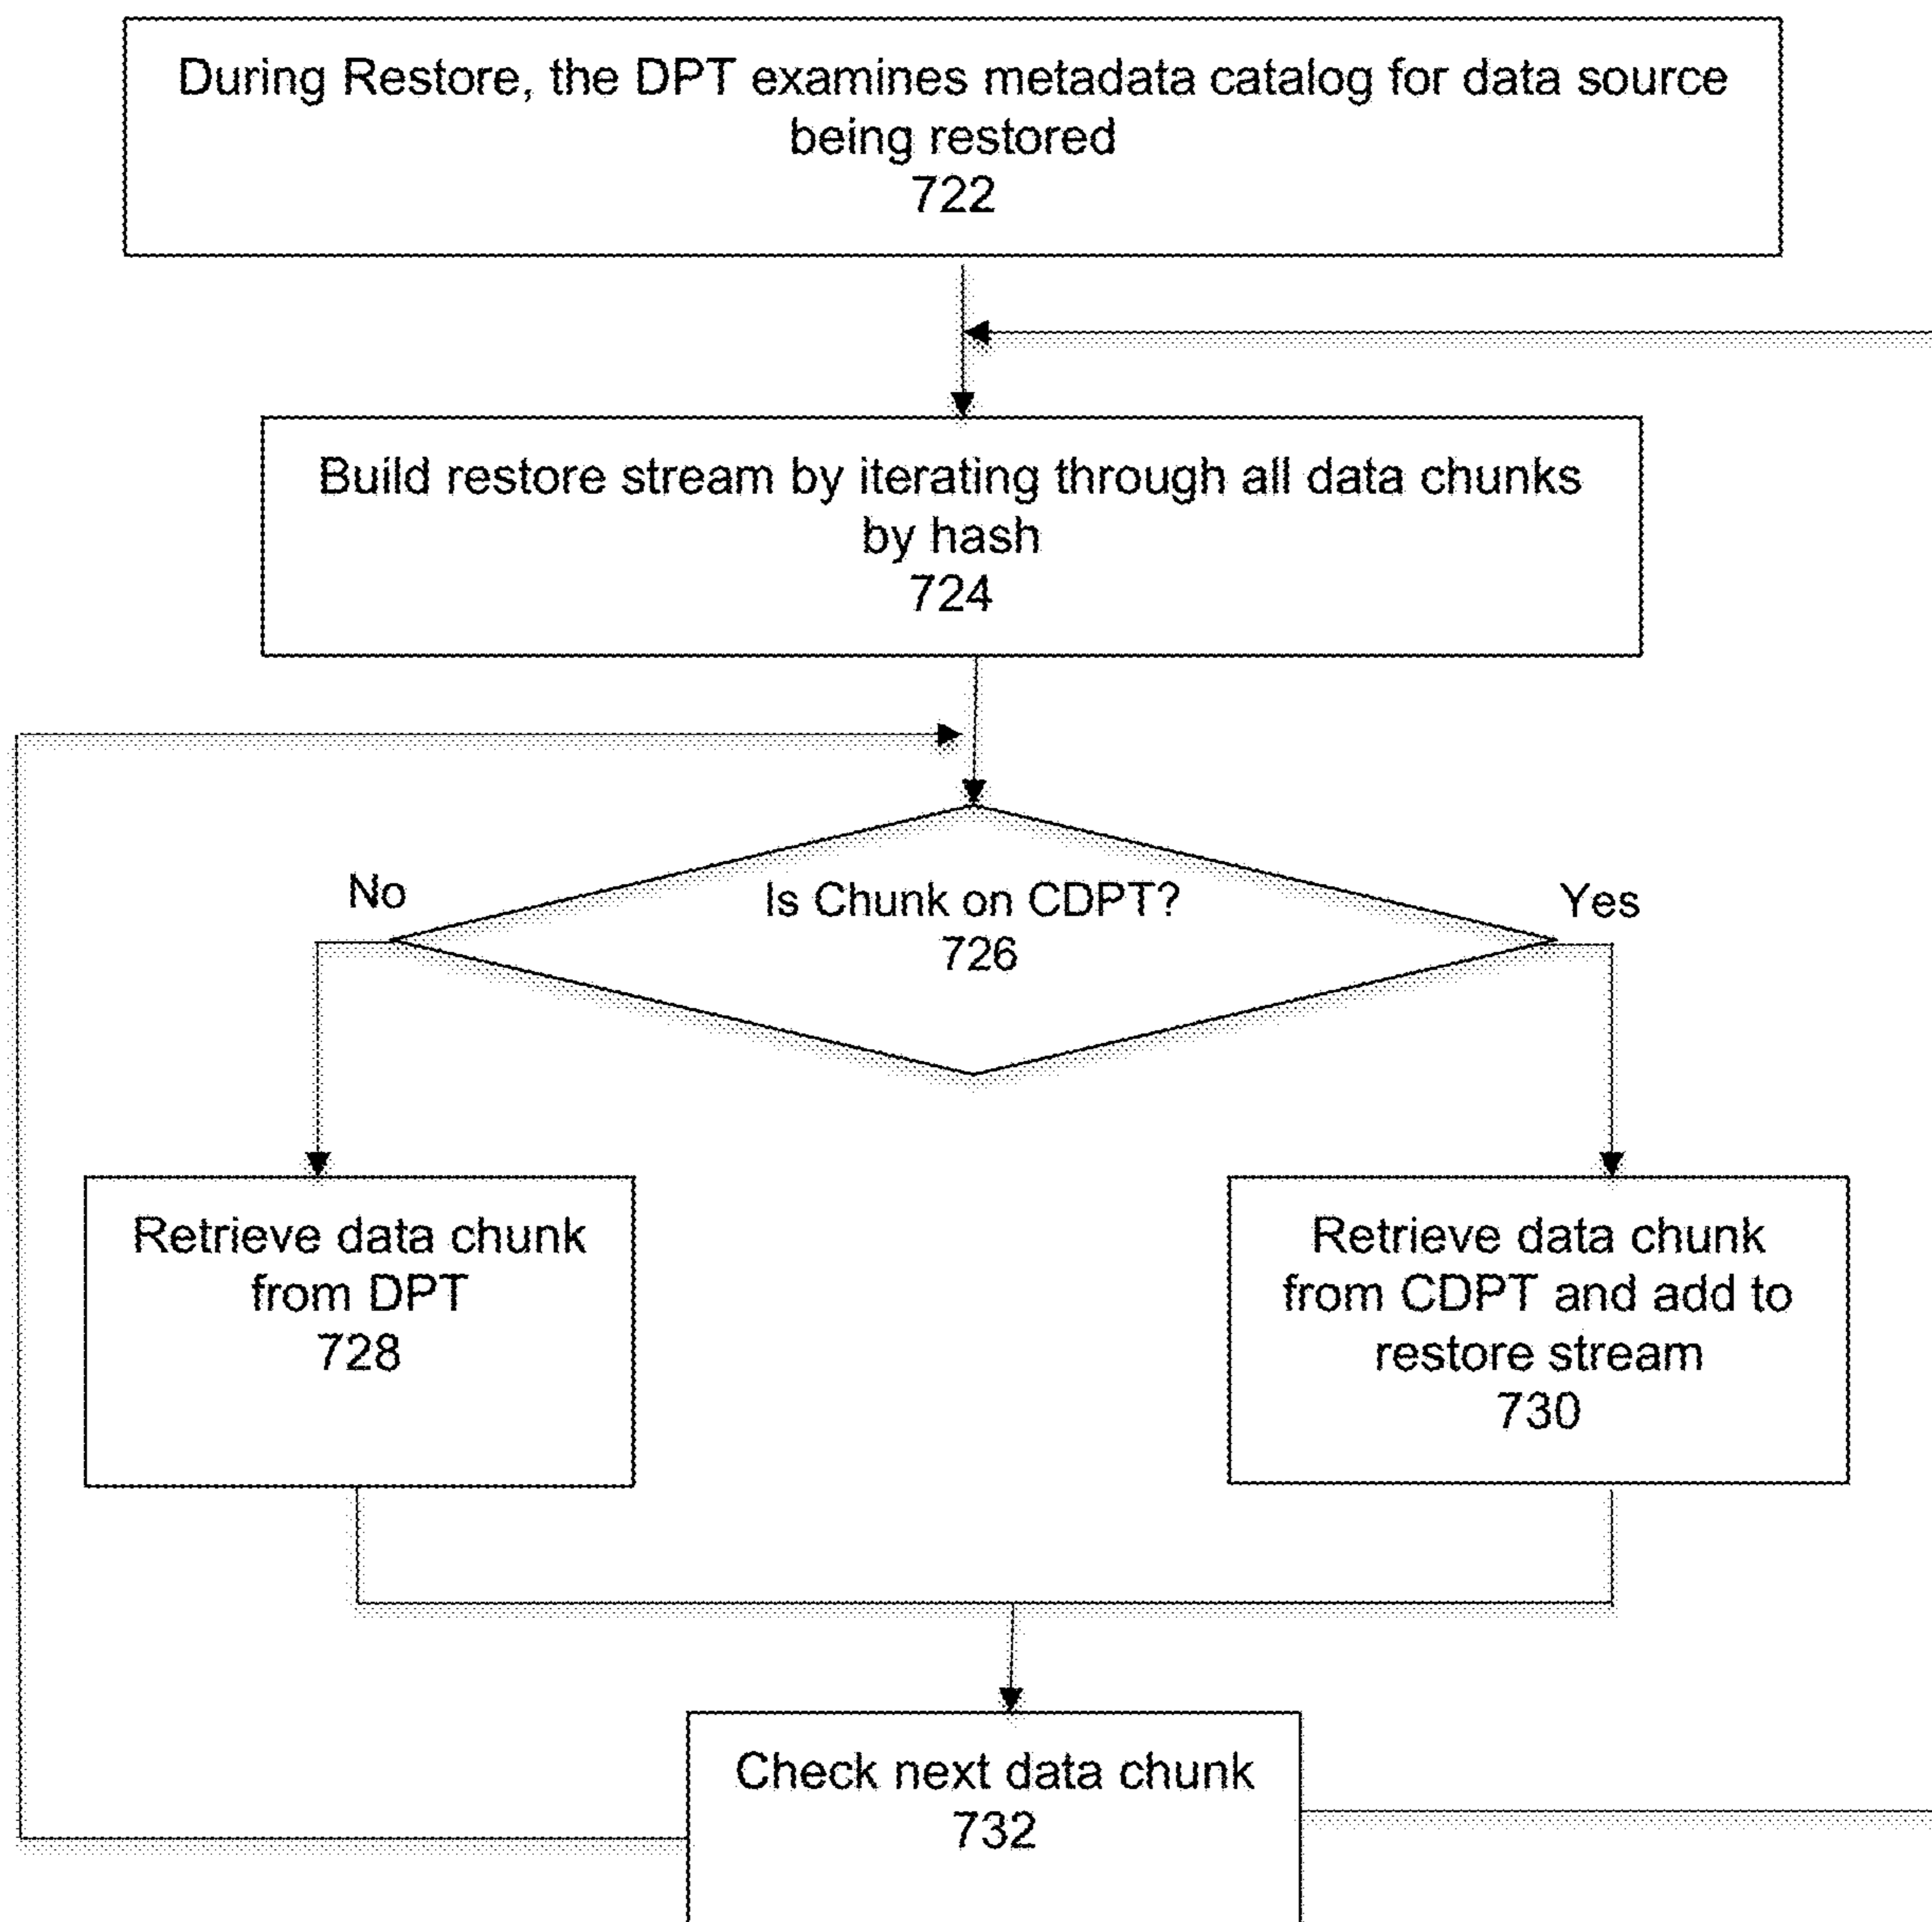 During Restore, the DPT examines metadata catalog for data source
being restored
722
Build restore stream by iterating through all data chunks
by hash
724
No
Is Chunk on CDPT?
Yes
726
Retrieve data chunk
from DPT
728
Retrieve data chunk
from CDPT and add to
restore stream
730
Check next data chunk
732